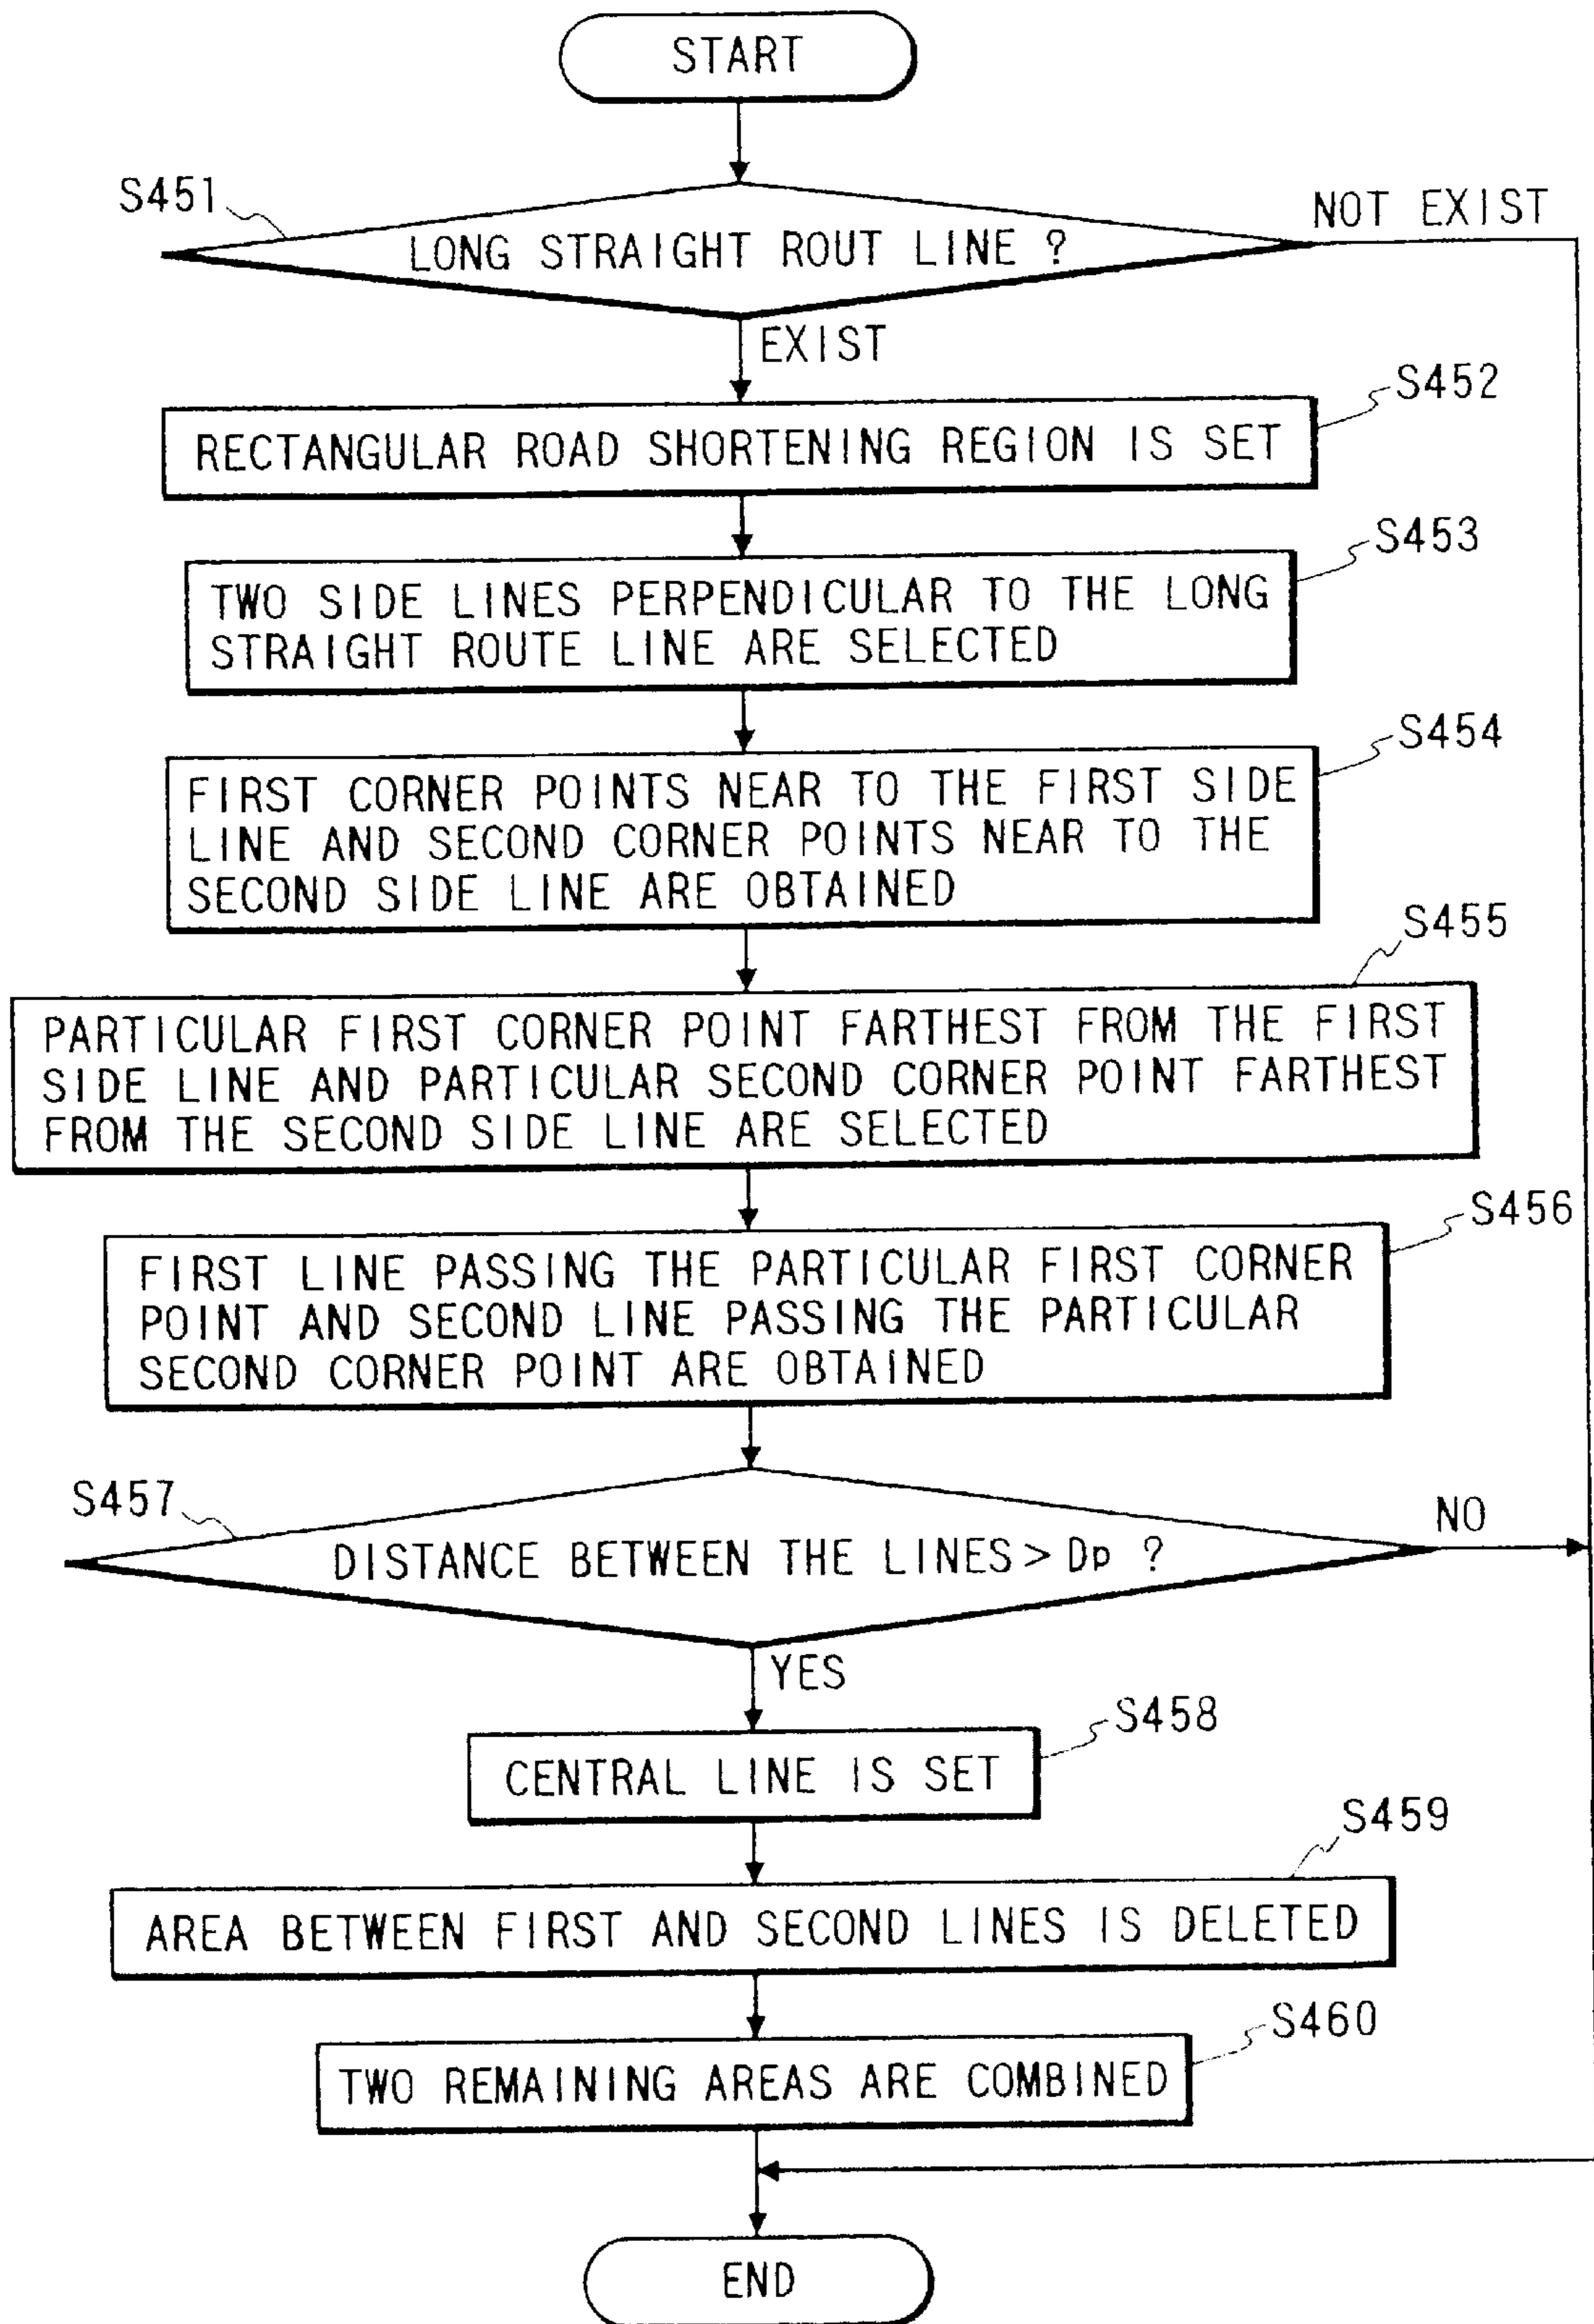 START
S451
LONG STRAIGHT ROUT LINE ?
NOT EXIST
EXIST
S452
RECTANGULAR ROAD SHORTENING REGION IS SET
S453
TWO SIDE LINES PERPENDICULAR TO THE LONG
STRAIGHT ROUTE LINE ARE SELECTED
S454
FIRST CORNER POINTS NEAR TO THE FIRST SIDE
LINE AND SECOND CORNER POINTS NEAR TO THE
SECOND SIDE LINE ARE OBTAINED
S455
PARTICULAR FIRST CORNER POINT FARTHEST FROM THE FIRST
SIDE LINE AND PARTICULAR SECOND CORNER POINT FARTHEST
FROM THE SECOND SIDE LINE ARE SELECTED
S456
FIRST LINE PASSING THE PARTICULAR FIRST CORNER
POINT AND SECOND LINE PASSING THE PARTICULAR
SECOND CORNER POINT ARE OBTAINED
S457
DISTANCE BETWEEN THE LINES > Dp ?
NO
YES
S458
CENTRAL LINE IS SET
S459
AREA BETWEEN FIRST AND SECOND LINES IS DELETED
S460
TWO REMAINING AREAS ARE COMBINED
END